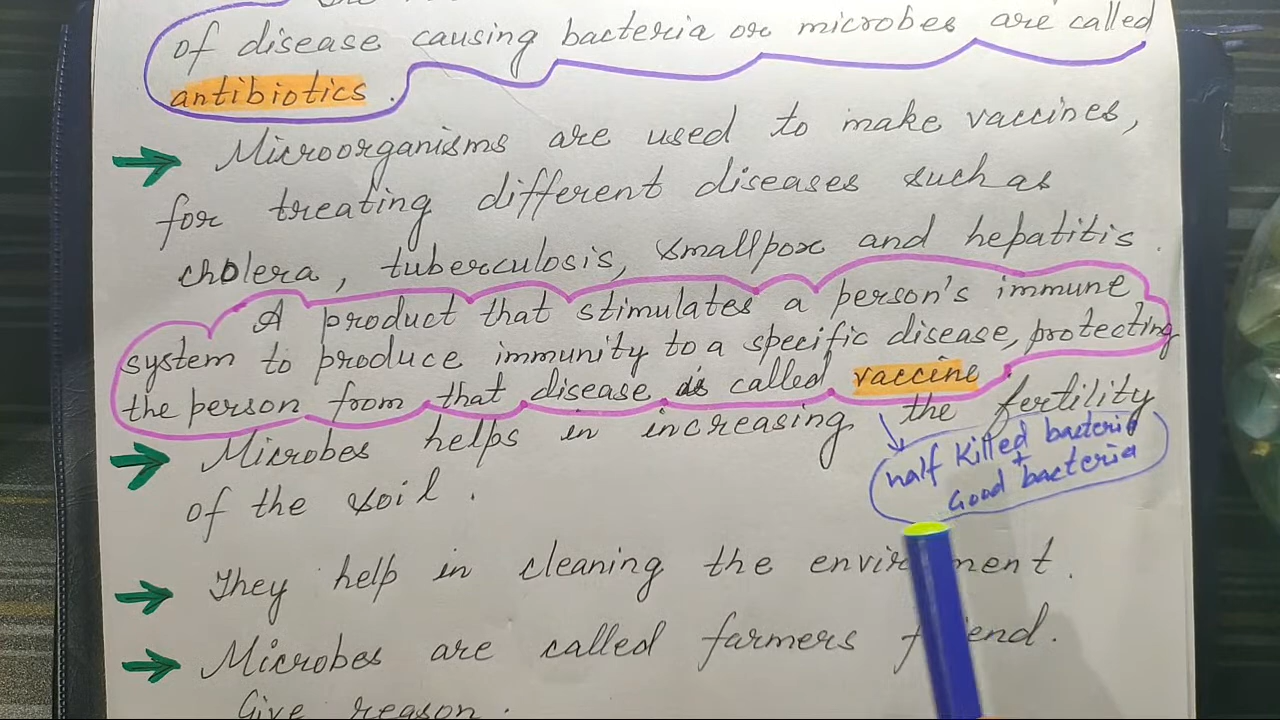 of disease causing bacteria or microbes are called
antibiotics.
Microorganisms are used to make vaccines,
for treating different diseases such as
cholera, tuberculosis, smallpox and hepatitis.
A product that stimulates a person's immune
system to produce immunity to a specific disease, protecting
the person from that disease is called vaccine.
half killed bacteria
+
Good bacteria
Microbes helps in increasing the fertility
of the soil.
They help in cleaning the envir ment.
Microbes are called farmers f end.
Give reason.